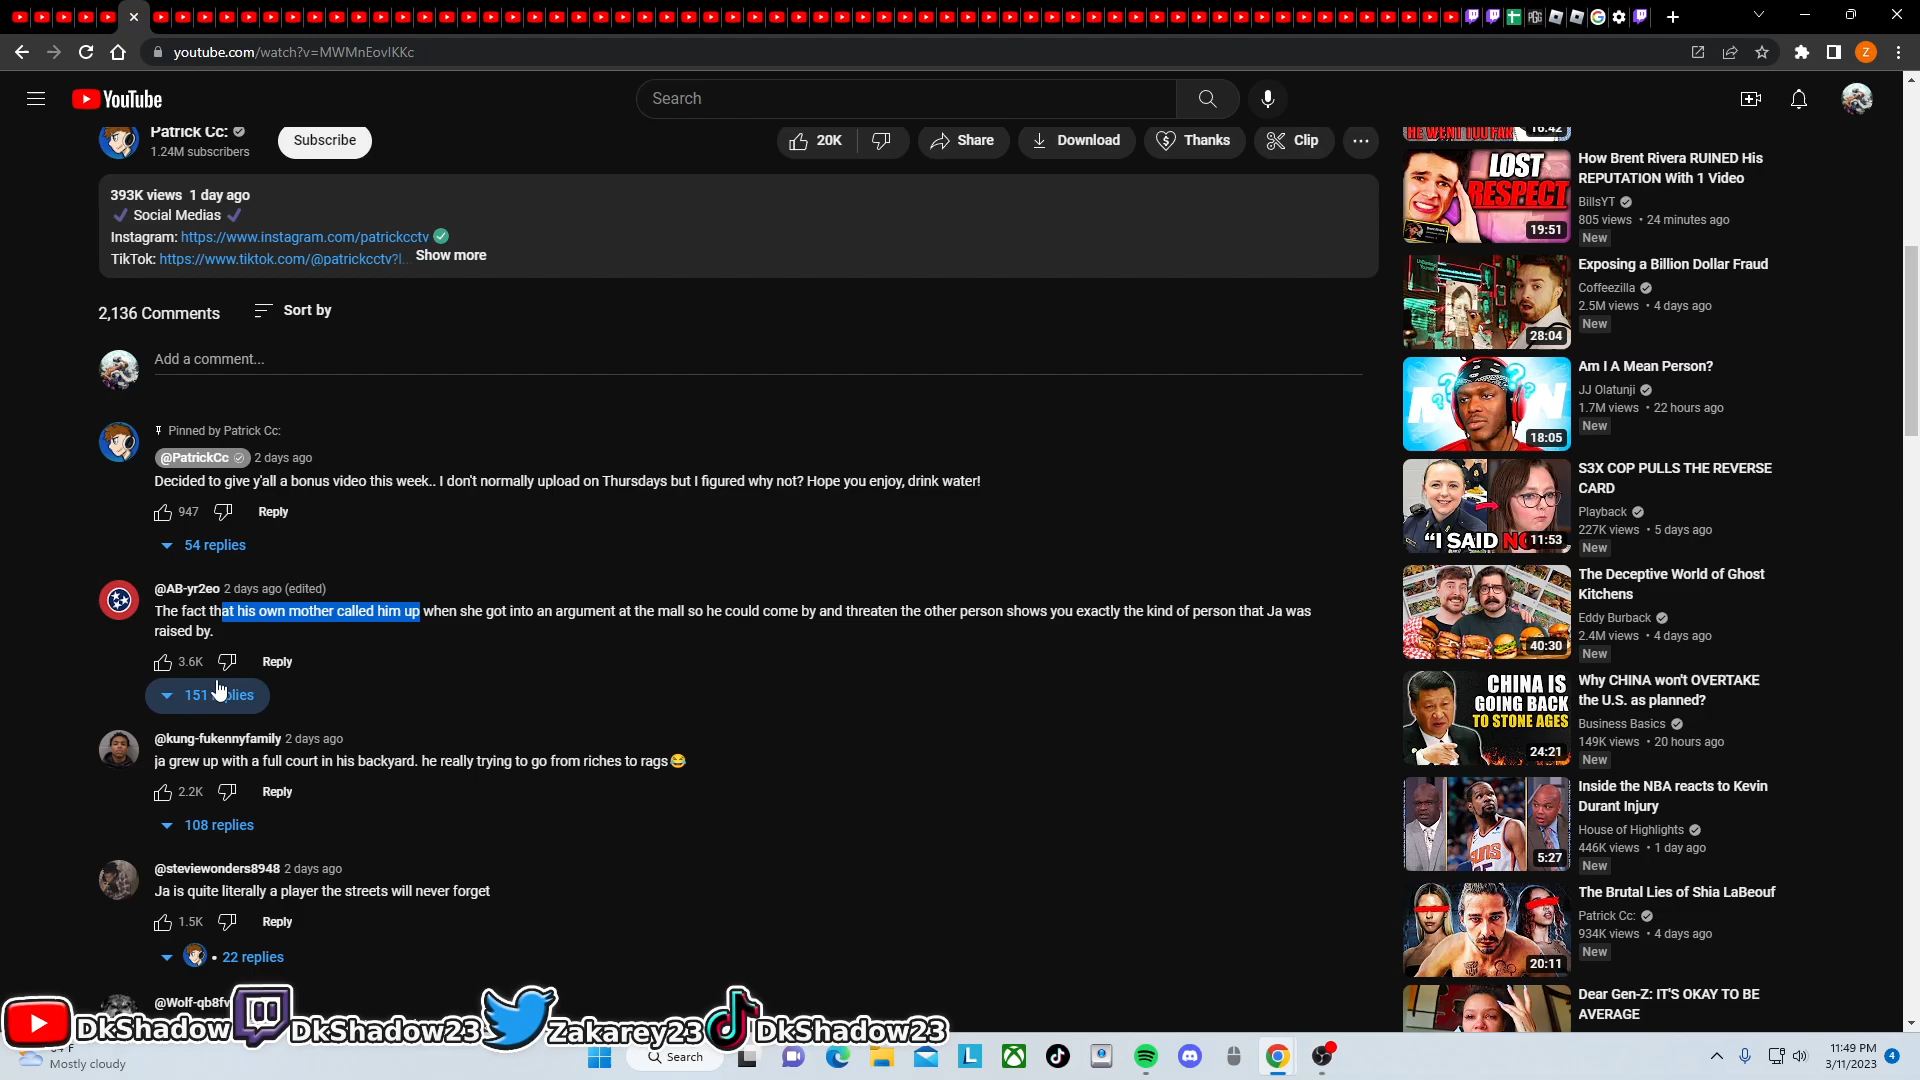 youtube.com/watch?v=MWMnEovIKKc
YouTube
Search
Patrick Cc:
1.24M subscribers
Subscribe
20K
Share
Download
Thanks
Clip
393K views 1 day ago
Social Medias
Instagram: https://www.instagram.com/patrickcctv
TikTok: https://www.tiktok.com/@patrickcctv?l... Show more
2,136 Comments
Sort by
Add a comment...
Pinned by Patrick Cc:
@PatrickCc 2 days ago
Decided to give y'all a bonus video this week.. I don't normally upload on Thursdays but I figured why not? Hope you enjoy, drink water!
947
Reply
54 replies
@AB-yr2eo 2 days ago (edited)
The fact that his own mother called him up when she got into an argument at the mall so he could come by and threaten the other person shows you exactly the kind of person that Ja was
raised by.
3.6K
Reply
151
@kung-fukennyfamily 2 days ago
ja grew up with a full court in his backyard. he really trying to go from riches to rags😂
2.2K
Reply
108 replies
@steviewonders8948 2 days ago
Ja is quite literally a player the streets will never forget
1.5K
Reply
22 replies
HE WENT TOO FAR
16:42
LOST
RESPECT
19:51
How Brent Rivera RUINED His
REPUTATION With 1 Video
BillsYT
805 views • 24 minutes ago
New
28:04
Exposing a Billion Dollar Fraud
Coffeezilla
2.5M views • 4 days ago
New
18:05
Am I A Mean Person?
JJ Olatunji
1.7M views • 22 hours ago
New
"I SAID
11:53
S3X COP PULLS THE REVERSE
CARD
Playback
227K views • 5 days ago
New
40:30
The Deceptive World of Ghost
Kitchens
Eddy Burback
2.4M views • 4 days ago
New
CHINA IS
GOING BACK
TO STONE AGES
24:21
Why CHINA won't OVERTAKE
the U.S. as planned?
Business Basics
149K views • 20 hours ago
New
SUNS
5:27
Inside the NBA reacts to Kevin
Durant Injury
House of Highlights
446K views • 1 day ago
New
20:11
The Brutal Lies of Shia LaBeouf
Patrick Cc:
934K views • 4 days ago
New
Dear Gen-Z: IT'S OKAY TO BE
AVERAGE
DkShadow
DkShadow23
Zakarey23
DkShadow23
Mostly cloudy
Search
11:49 PM
3/11/2023
4